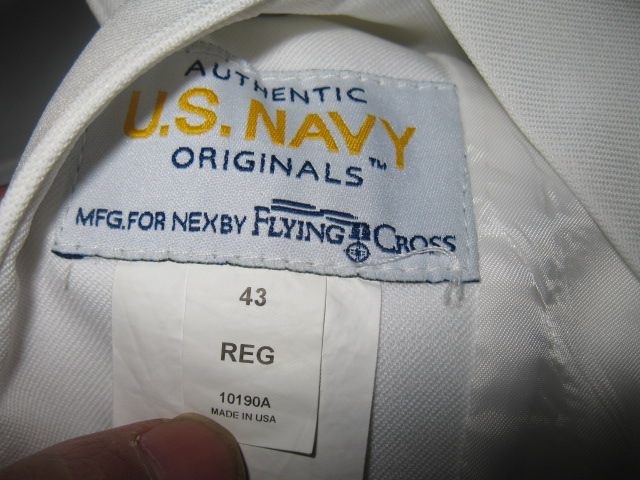 AUTHENTIC
U.S. NAVY
ORIGINALS™
MFG. FOR NEX BY FLYING CROSS
43
REG
10190A
MADE IN USA